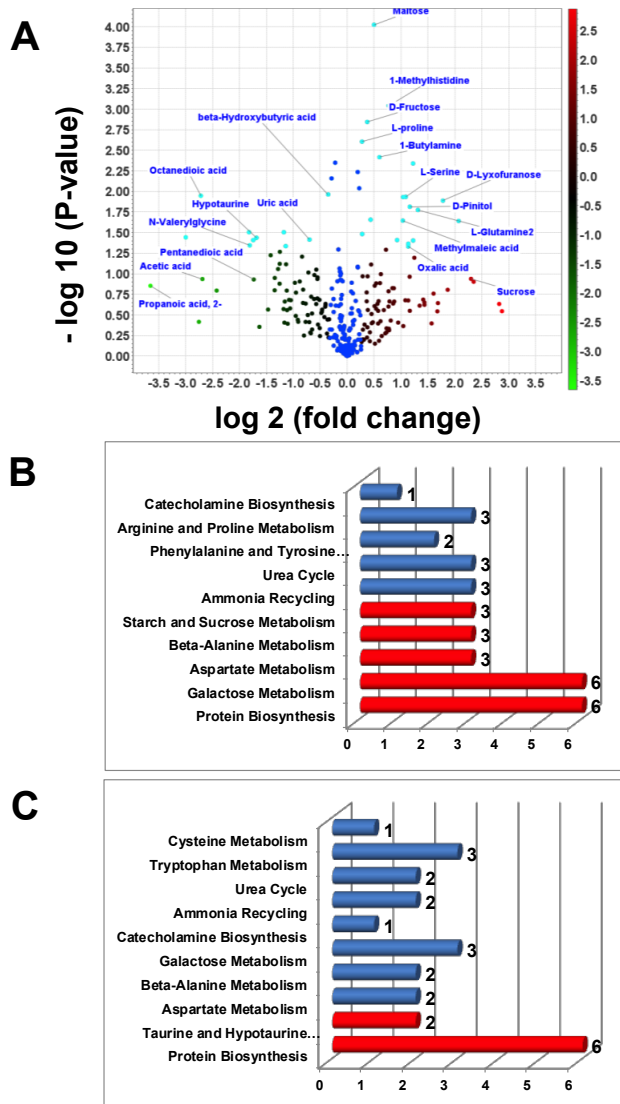 A
Maltose
1-Methylhistidine
D-Fructose
beta-Hydroxybutyric acid
L-proline
1-Butylamine
Octanedioic acid
L-Serine
D-Lyxofuranose
Hypotaurine
Uric acid
D-Pinitol
N-Valerylglycine
L-Glutamine2
Pentanedioic acid
Methylmaleic acid
Acetic acid
Oxalic acid
Propanoic acid, 2-
Sucrose
- log 10 (P-value)
4.00
3.75
3.50
3.25
3.00
2.75
2.50
2.25
2.00
1.75
1.50
1.25
1.00
0.75
0.50
0.25
0.00
-3.5 -3.0 -2.5 -2.0 -1.5 -1.0 -0.5 0.0 0.5 1.0 1.5 2.0 2.5 3.0 3.5
log 2 (fold change)
2.5
2.0
1.5
1.0
0.5
0.0
-0.5
-1.0
-1.5
-2.0
-2.5
-3.0
-3.5
B
Catecholamine Biosynthesis 1
Arginine and Proline Metabolism 3
Phenylalanine and Tyrosine... 2
Urea Cycle 3
Ammonia Recycling 3
Starch and Sucrose Metabolism 3
Beta-Alanine Metabolism 3
Aspartate Metabolism 3
Galactose Metabolism 6
Protein Biosynthesis 6
0 1 2 3 4 5 6
C
Cysteine Metabolism 1
Tryptophan Metabolism 3
Urea Cycle 2
Ammonia Recycling 2
Catecholamine Biosynthesis 1
Galactose Metabolism 3
Beta-Alanine Metabolism 2
Aspartate Metabolism 2
Taurine and Hypotaurine... 2
Protein Biosynthesis 6
0 1 2 3 4 5 6